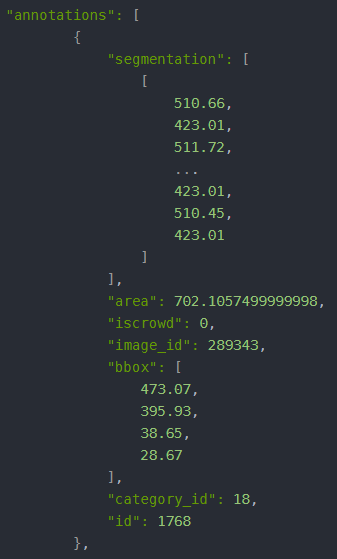 "annotations": [
{
"segmentation": [
[
510.66,
423.01,
511.72,
...
423.01,
510.45,
423.01
]
],
"area": 702.1057499999998,
"iscrowd": 0,
"image_id": 289343,
"bbox": [
473.07,
395.93,
38.65,
28.67
],
"category_id": 18,
"id": 1768
},